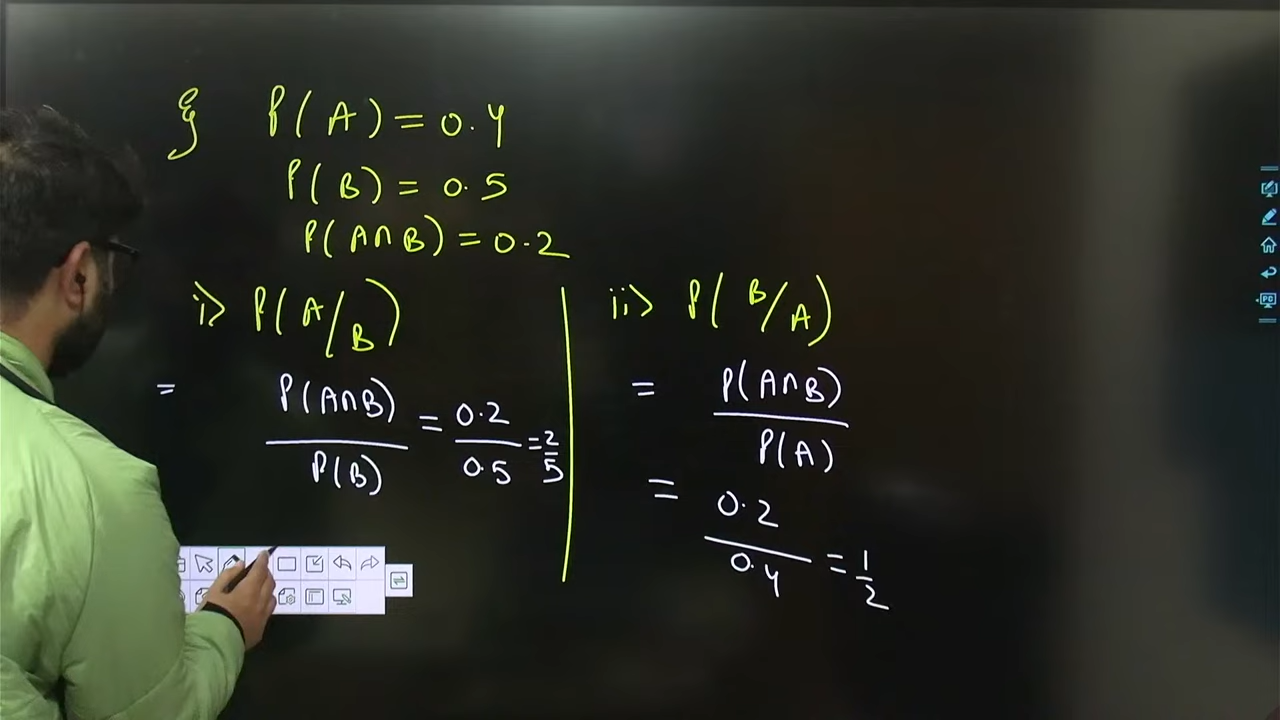 P(A) = 0.4
P(B) = 0.5
P(A∩B) = 0.2
i> P(A/B)
= P(A∩B)/P(B) = 0.2/0.5 = 2/5
ii> P(B/A)
= P(A∩B)/P(A)
= 0.2/0.4 = 1/2
PC